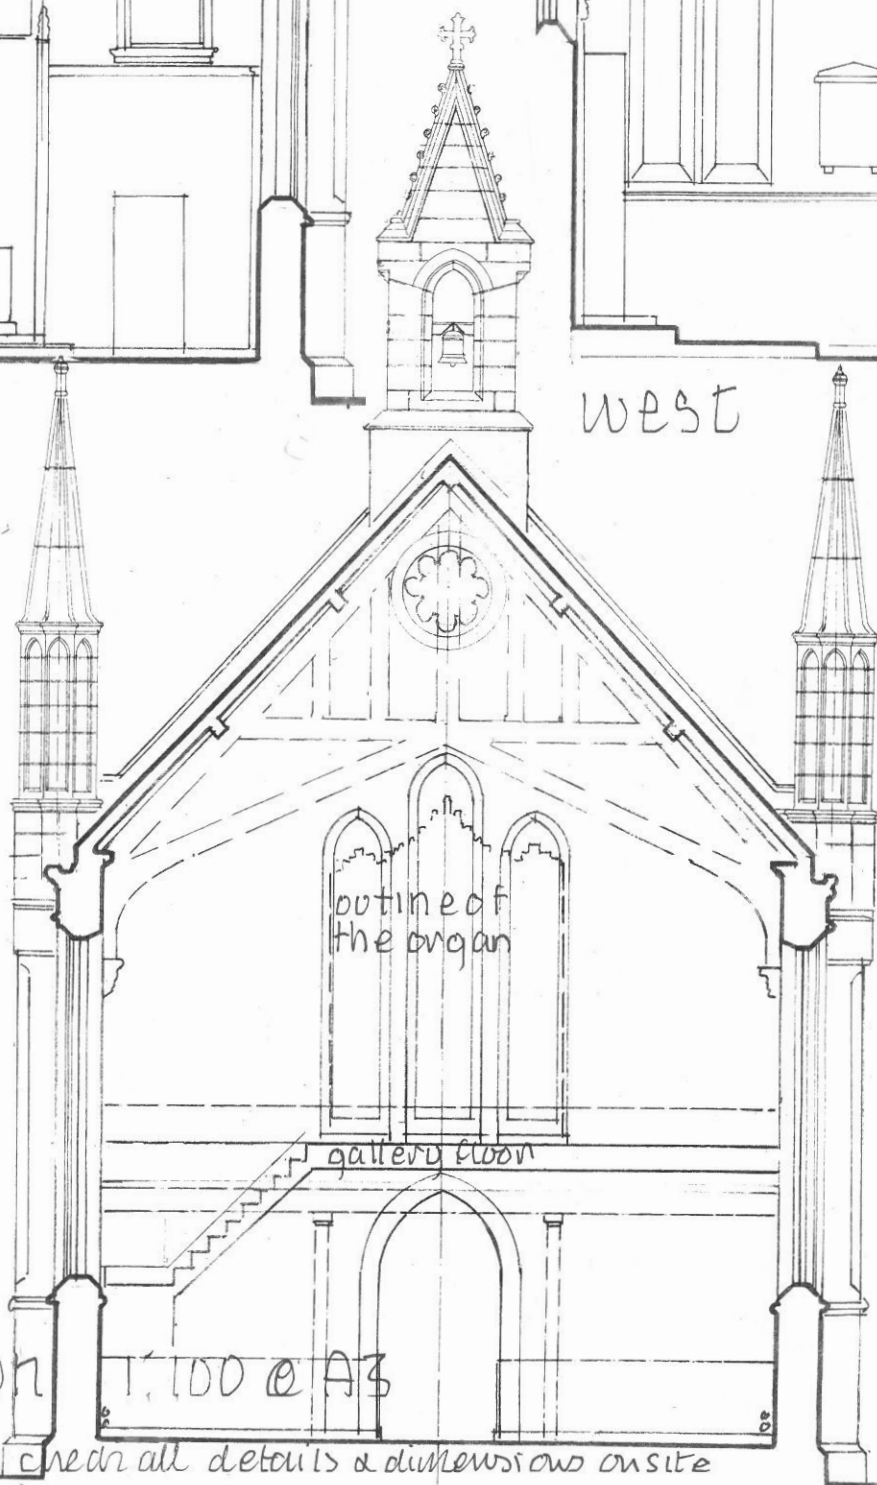 west
outine of
the organ
gallery floor
1:100 @ A3
check all details & dimensions onsite